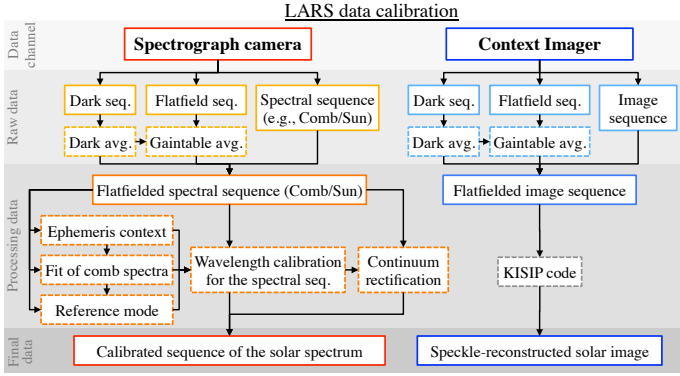 LARS data calibration
Data
channel
Spectrograph camera
Context Imager
Raw data
Dark seq.
Flatfield seq.
Spectral sequence
(e.g., Comb/Sun)
Dark avg.
Gaintable avg.
Dark seq.
Flatfield seq.
Image
sequence
Dark avg.
Gaintable avg.
Processing data
Flatfielded spectral sequence (Comb/Sun)
Flatfielded image sequence
Ephemeris context
Fit of comb spectra
Reference mode
Wavelength calibration
for the spectral seq.
Continuum
rectification
KISIP code
Final
data
Calibrated sequence of the solar spectrum
Speckle-reconstructed solar image